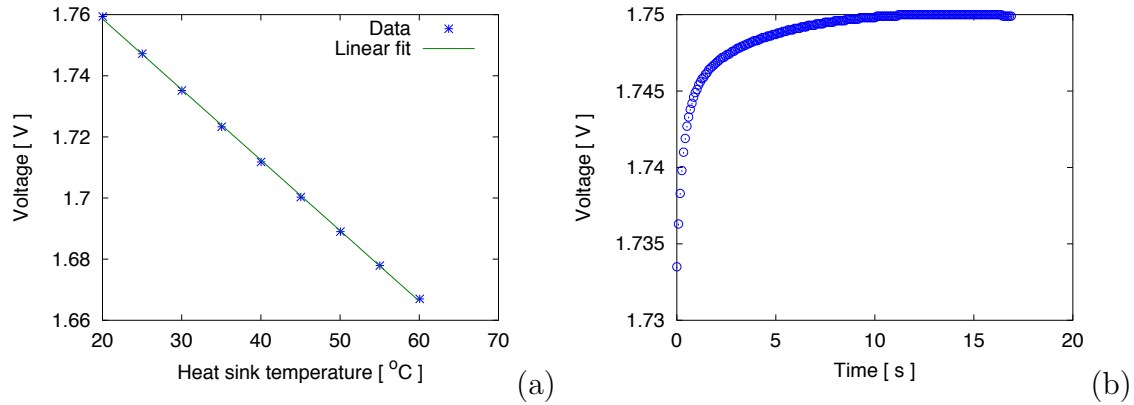 1.76
1.74
1.72
1.7
1.68
1.66
Voltage [ V ]
20 30 40 50 60 70
Heat sink temperature [ °C ]
Data
Linear fit
(a)
1.75
1.745
1.74
1.735
1.73
Voltage [ V ]
0 5 10 15 20
Time [ s ]
(b)